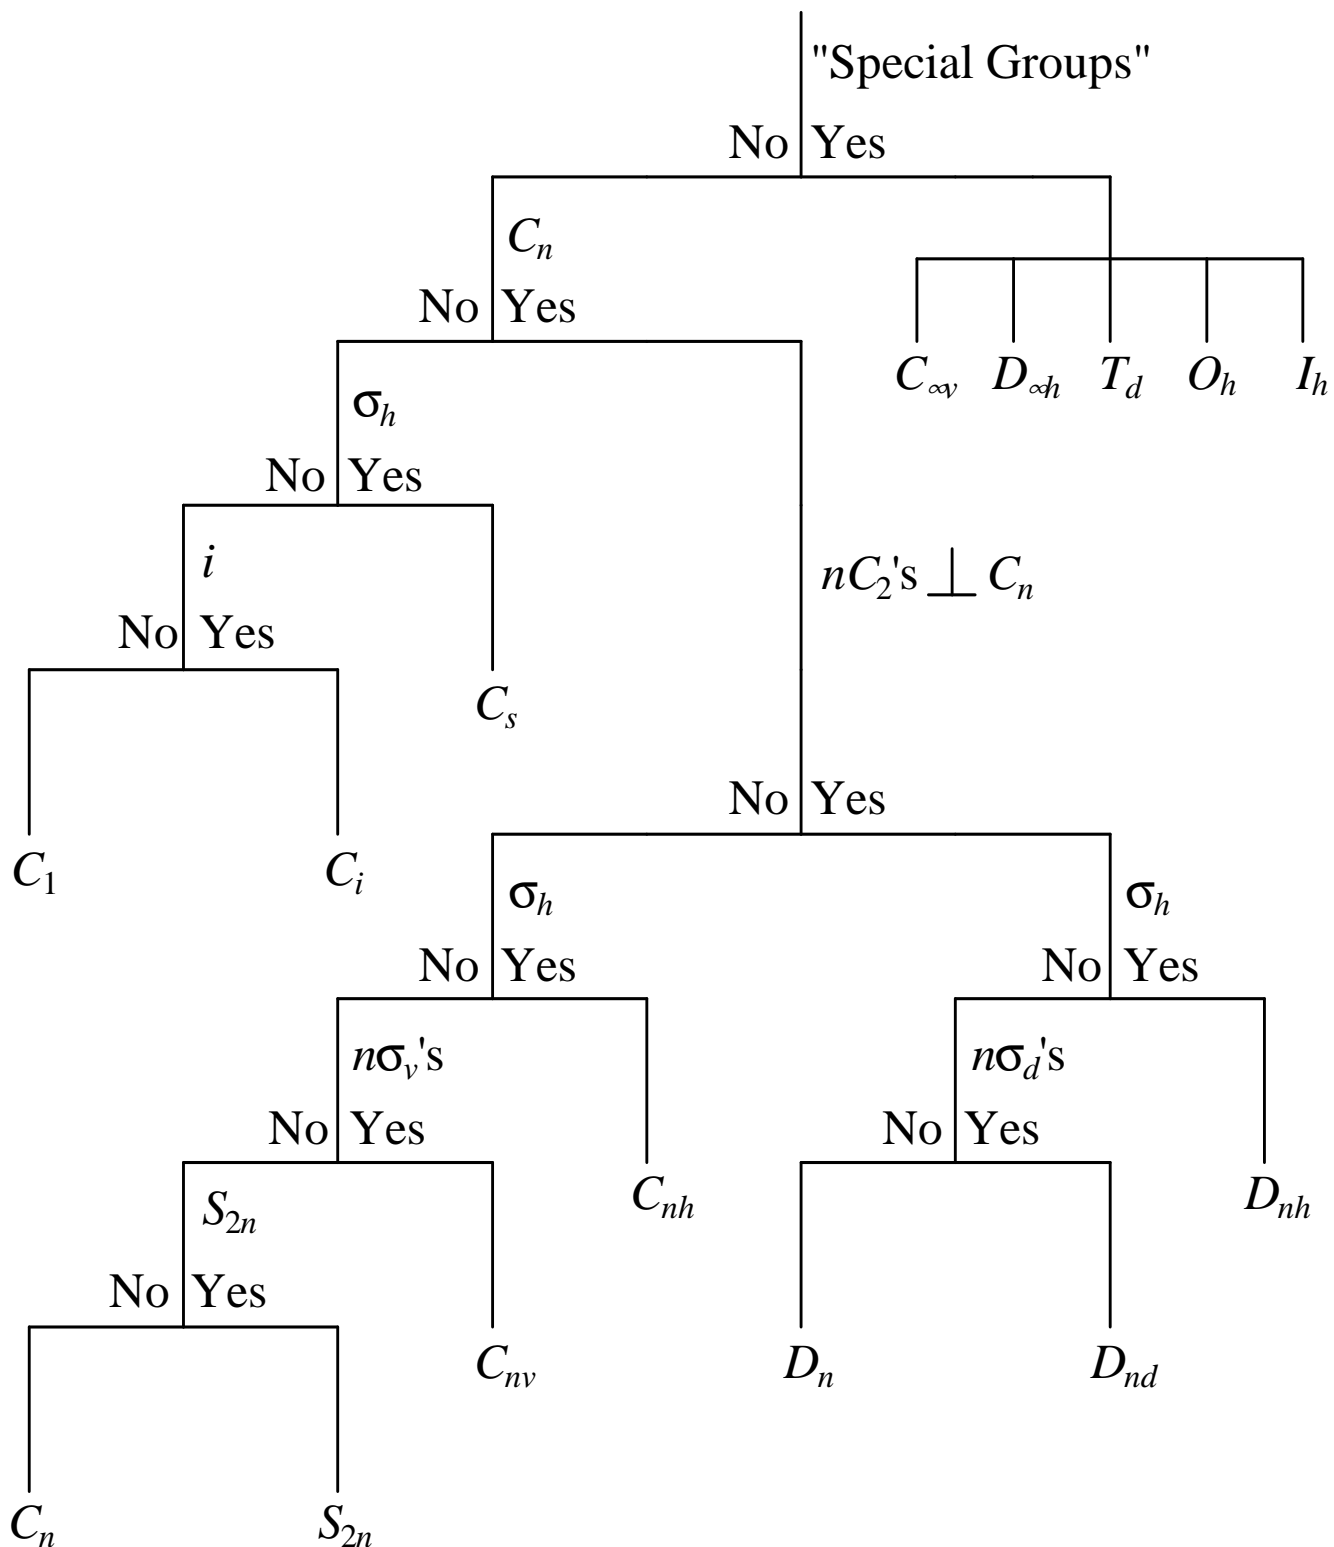 "Special Groups"
No Yes
Cₙ
No Yes
C∞v D∞h Td Oh Ih
σh
No Yes
i
nC₂'s ⊥ Cₙ
No Yes
Cs
No Yes
C₁ Ci
σh σh
No Yes No Yes
nσv's nσd's
No Yes No Yes
S₂ₙ Cnh Dnh
No Yes
Cnv Dn Dnd
Cₙ S₂ₙ